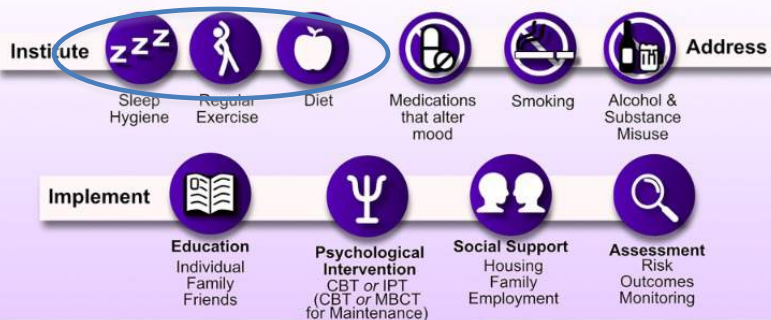 Institute
zzz
Address
Sleep
Hygiene
Regular
Exercise
Diet
Medications
that alter
mood
Smoking
Alcohol &
Substance
Misuse
Implement
Ψ
Education
Individual
Family
Friends
Psychological
Intervention
CBT or IPT
(CBT or MBCT
for Maintenance)
Social Support
Housing
Family
Employment
Assessment
Risk
Outcomes
Monitoring